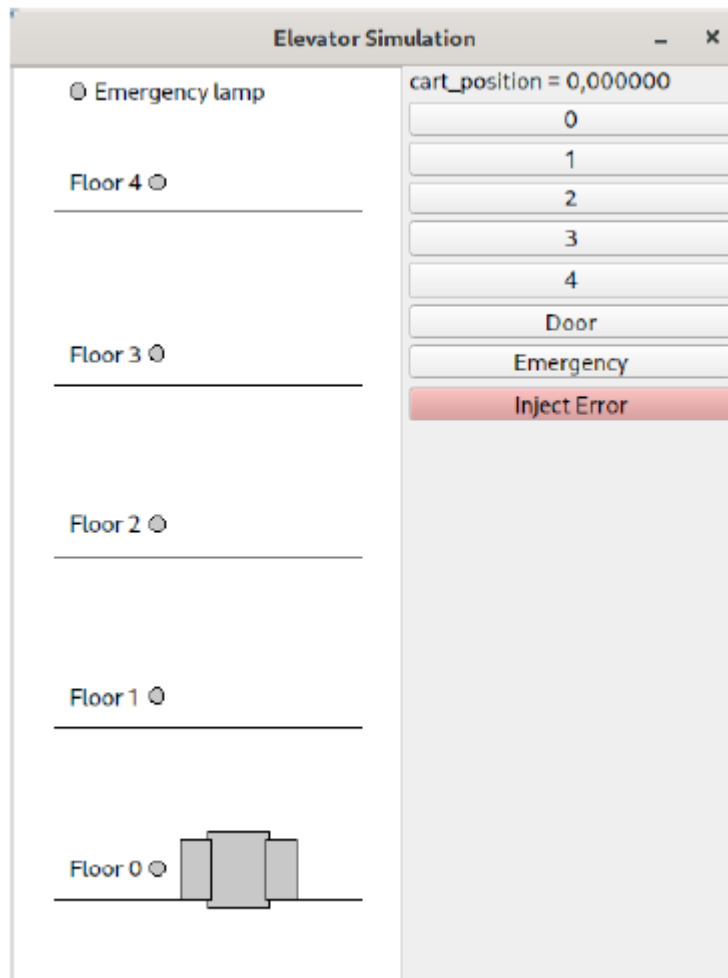 Elevator Simulation
Emergency lamp
Floor 4
Floor 3
Floor 2
Floor 1
Floor 0
cart_position = 0,000000
0
1
2
3
4
Door
Emergency
Inject Error